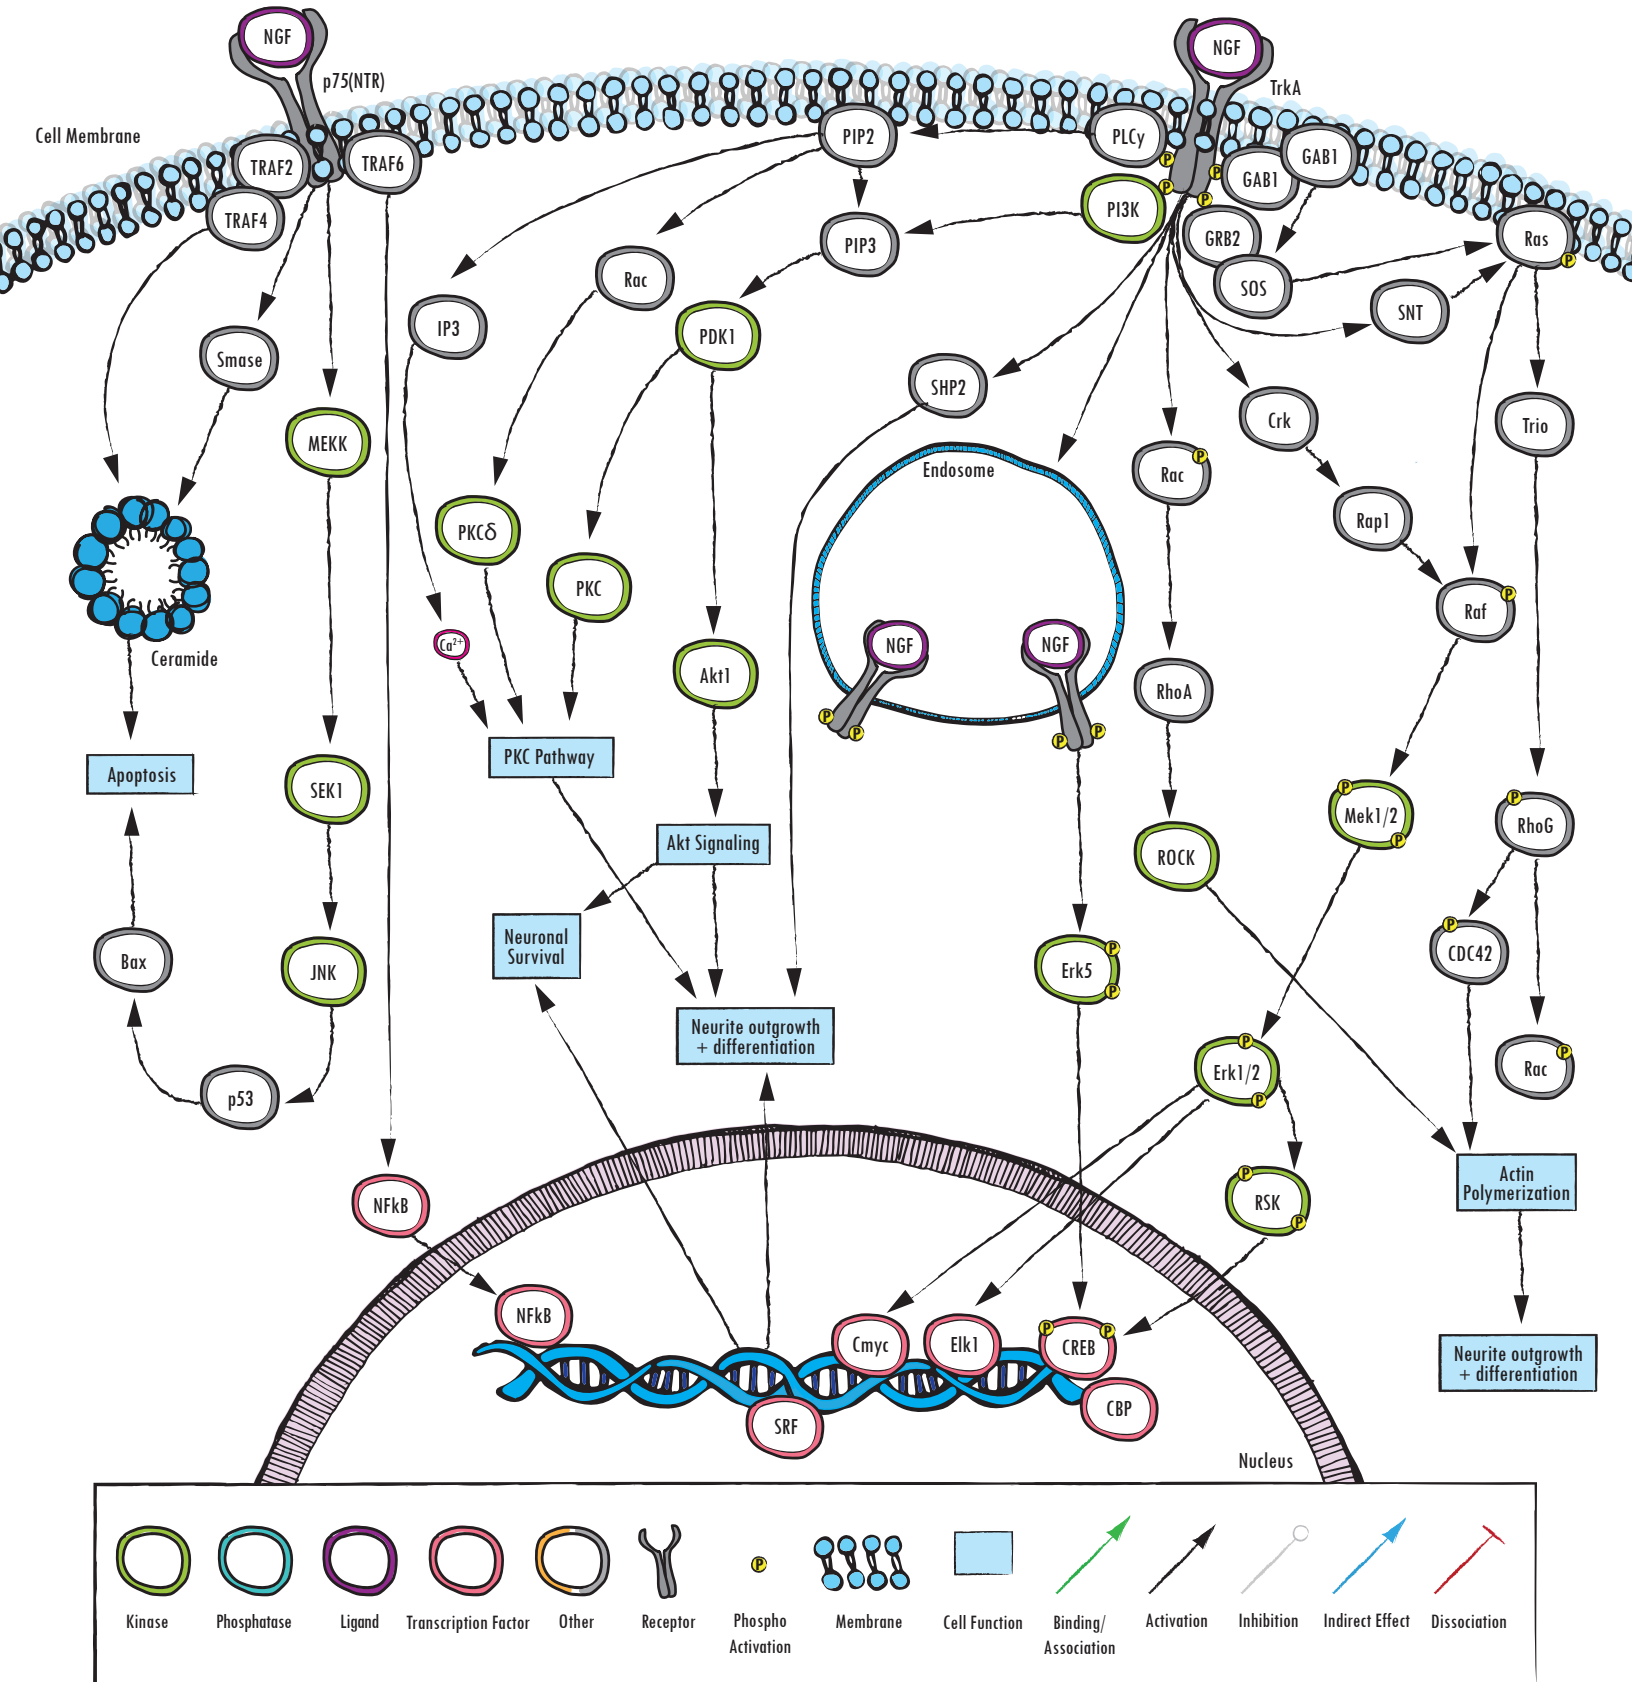 NGF
NGF
p75(NTR)
TrkA
Cell Membrane
TRAF2
TRAF6
TRAF4
PIP2
PLCy
P
P
P
P
GAB1
GAB1
PI3K
GRB2
SOS
Ras
P
PIP3
Rac
IP3
PDK1
SNT
Smase
SHP2
Crk
Trio
MEKK
Endosome
Rac
P
Rap1
PKCδ
PKC
Raf
P
Ca2+
Ceramide
Akt1
NGF
NGF
P
P
P
P
RhoA
PKC Pathway
Apoptosis
SEK1
Akt Signaling
ROCK
Mek1/2
P
P
RhoG
P
Neuronal
Survival
Bax
JNK
Erk5
P
P
CDC42
P
Neurite outgrowth
+ differentiation
Erk1/2
P
P
Rac
P
p53
NFkB
RSK
P
P
Actin
Polymerization
NFkB
Cmyc
Elk1
CREB
P
P
CBP
SRF
Neurite outgrowth
+ differentiation
Nucleus
P
Kinase
Phosphatase
Ligand
Transcription Factor
Other
Receptor
Phospho
Activation
Membrane
Cell Function
Binding/
Association
Activation
Inhibition
Indirect Effect
Dissociation